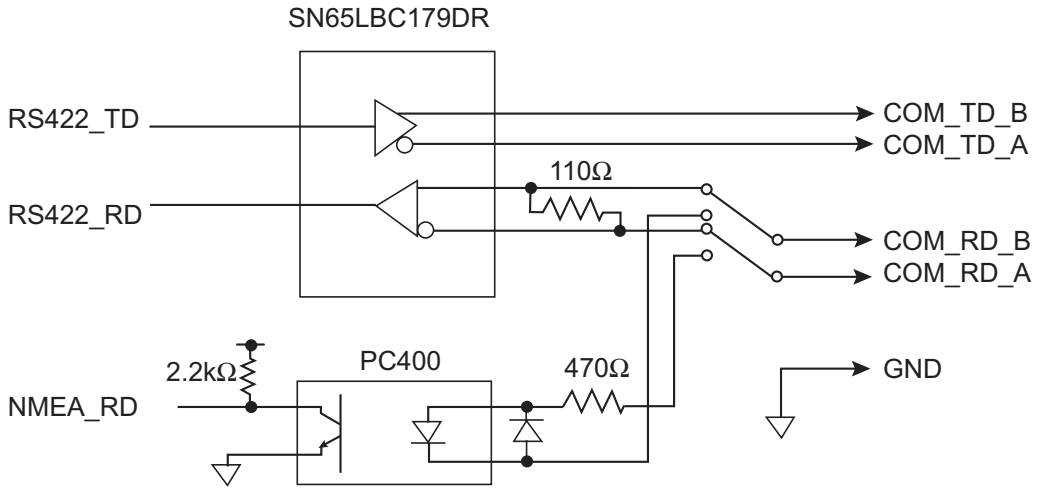 SN65LBC179DR
RS422_TD
COM_TD_B
COM_TD_A
110Ω
RS422_RD
COM_RD_B
COM_RD_A
PC400
470Ω
GND
2.2kΩ
NMEA_RD